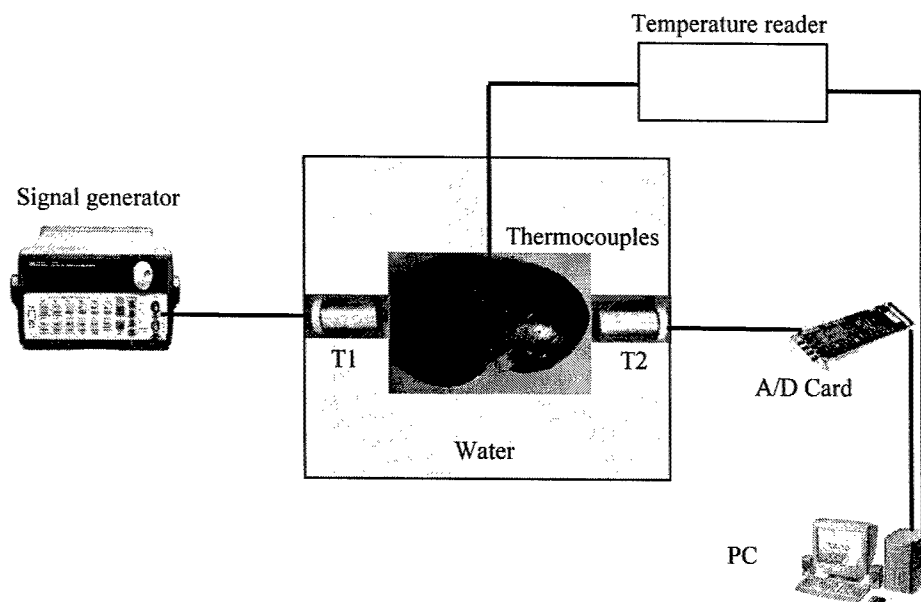 Temperature reader
Signal generator
Thermocouples
T1
T2
A/D Card
Water
PC